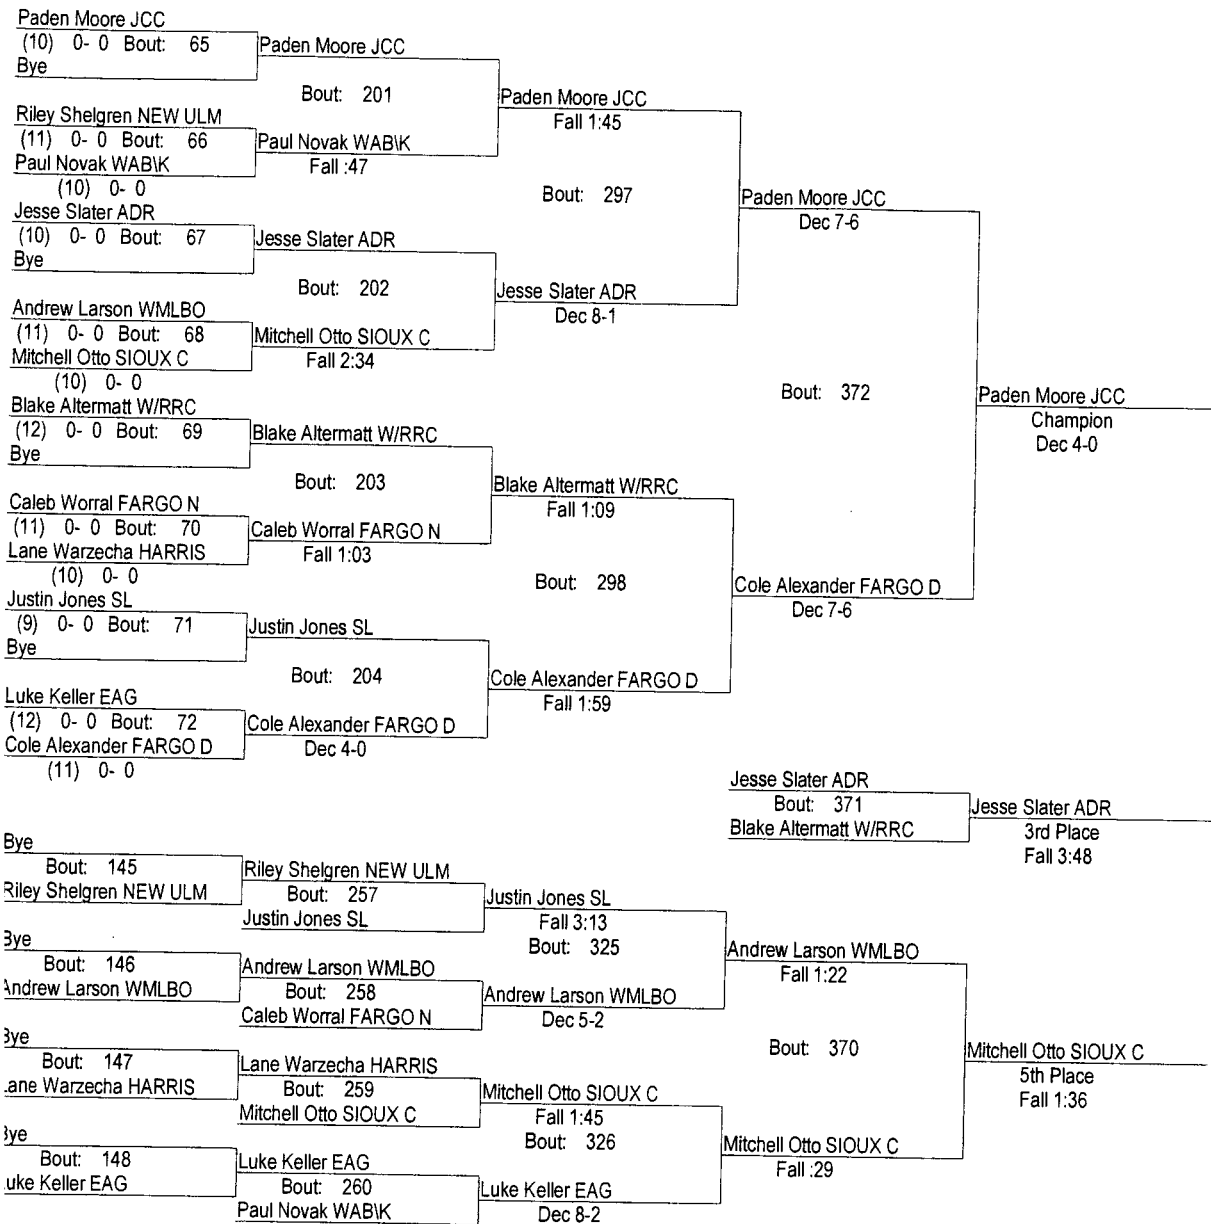 Paden Moore JCC
(10) 0- 0 Bout: 65
Bye
Paden Moore JCC
Bout: 201
Riley Shelgren NEW ULM
(11) 0- 0 Bout: 66
Paul Novak WAB\K
(10) 0- 0
Paul Novak WAB\K
Fall :47
Paden Moore JCC
Fall 1:45
Bout: 297
Jesse Slater ADR
(10) 0- 0 Bout: 67
Bye
Jesse Slater ADR
Bout: 202
Andrew Larson WMLBO
(11) 0- 0 Bout: 68
Mitchell Otto SIOUX C
(10) 0- 0
Mitchell Otto SIOUX C
Fall 2:34
Jesse Slater ADR
Dec 8-1
Paden Moore JCC
Dec 7-6
Bout: 372
Blake Altermatt W/RRC
(12) 0- 0 Bout: 69
Bye
Blake Altermatt W/RRC
Bout: 203
Caleb Worral FARGO N
(11) 0- 0 Bout: 70
Lane Warzecha HARRIS
(10) 0- 0
Caleb Worral FARGO N
Fall 1:03
Blake Altermatt W/RRC
Fall 1:09
Bout: 298
Justin Jones SL
(9) 0- 0 Bout: 71
Bye
Justin Jones SL
Bout: 204
Luke Keller EAG
(12) 0- 0 Bout: 72
Cole Alexander FARGO D
(11) 0- 0
Cole Alexander FARGO D
Dec 4-0
Cole Alexander FARGO D
Fall 1:59
Cole Alexander FARGO D
Dec 7-6
Paden Moore JCC
Champion
Dec 4-0
Jesse Slater ADR
Bout: 371
Blake Altermatt W/RRC
Jesse Slater ADR
3rd Place
Fall 3:48
Bye
Bout: 145
Riley Shelgren NEW ULM
Riley Shelgren NEW ULM
Bout: 257
Justin Jones SL
Justin Jones SL
Fall 3:13
Bout: 325
Bye
Bout: 146
Andrew Larson WMLBO
Andrew Larson WMLBO
Bout: 258
Caleb Worral FARGO N
Andrew Larson WMLBO
Dec 5-2
Andrew Larson WMLBO
Fall 1:22
Bout: 370
Bye
Bout: 147
Lane Warzecha HARRIS
Lane Warzecha HARRIS
Bout: 259
Mitchell Otto SIOUX C
Mitchell Otto SIOUX C
Fall 1:45
Bout: 326
Bye
Bout: 148
Luke Keller EAG
Luke Keller EAG
Bout: 260
Paul Novak WAB\K
Luke Keller EAG
Dec 8-2
Mitchell Otto SIOUX C
Fall :29
Mitchell Otto SIOUX C
5th Place
Fall 1:36